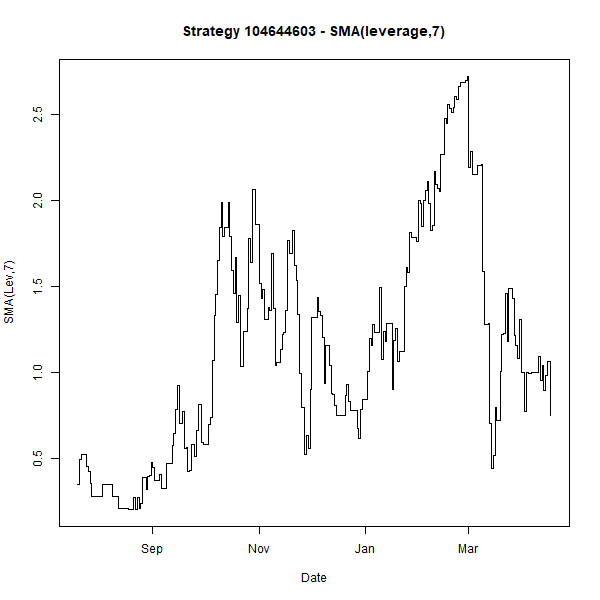 Strategy 104644603 - SMA(leverage,7)
SMA(Lev,7)
2.5
2.0
1.5
1.0
0.5
Sep Nov Jan Mar
Date